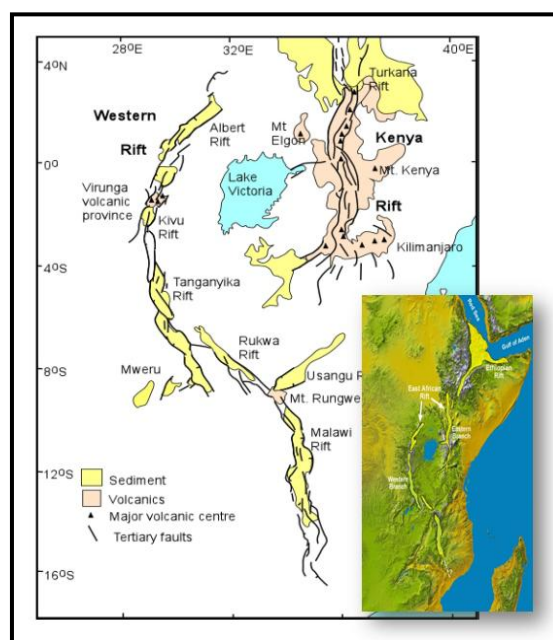 28°E
32°E
40°E
4°N
0°
4°S
8°S
12°S
16°S
Western
Rift
Albert
Rift
Virunga
volcanic
province
Kivu
Rift
Tanganyika
Rift
Mweru
Rukwa
Rift
Usangu R
Mt. Rungwe
Malawi
Rift
Turkana
Rift
Mt
Elgon
Kenya
Mt. Kenya
Rift
Kilimanjaro
Lake
Victoria
Sediment
Volcanics
Major volcanic centre
Tertiary faults
Red Sea
Gulf of Aden
Ethiopian
Rift
East African
Rift
Eastern
Branch
Western
Branch